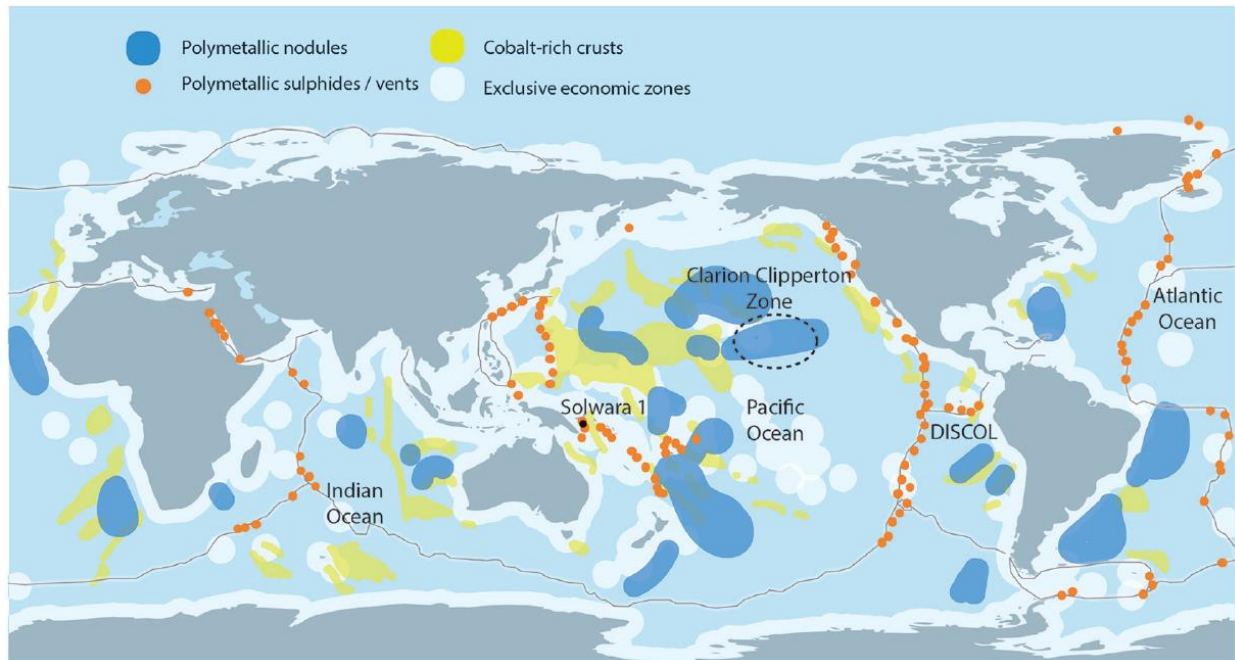 Polymetallic nodules
Cobalt-rich crusts
Polymetallic sulphides / vents
Exclusive economic zones
Clarion Clipperton
Zone
Atlantic
Ocean
Solwara 1
Pacific
Ocean
DISCOL
Indian
Ocean